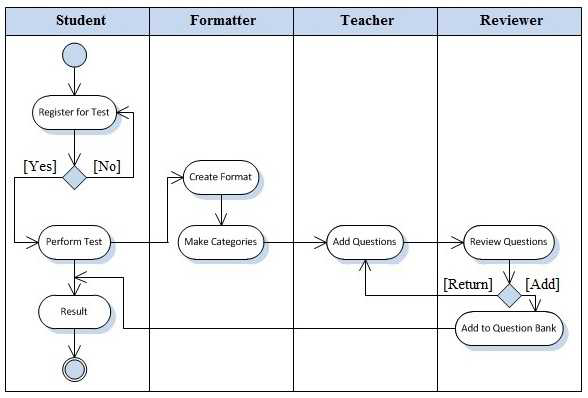 Student Formatter Teacher Reviewer
Register for Test
[Yes] [No]
Create Format
Perform Test Make Categories Add Questions Review Questions
[Return] [Add]
Result
Add to Question Bank